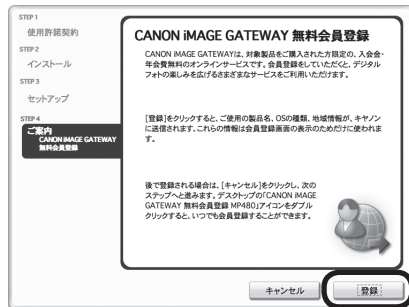 STEP 1
使用許諾契約
STEP 2
インストール
STEP 3
セットアップ
STEP 4
ご案内
CANON iMAGE GATEWAY
無料会員登録
CANON iMAGE GATEWAY 無料会員登録
CANON iMAGE GATEWAYは、対象製品をご購入された方限定の、入会金・
年会費無料のオンラインサービスです。会員登録をしていただくと、デジタル
フォトの楽しみを広げるさまざまなサービスをご利用いただけます。
[登録]をクリックすると、ご使用の製品名、OSの種類、地域情報が、キヤノン
に送信されます。これらの情報は会員登録画面の表示のためだけに使われま
す。
後で登録される場合は、[キャンセル]をクリックし、次の
ステップへと進みます。デスクトップの「CANON iMAGE
GATEWAY 無料会員登録 MP480」アイコンをダブル
クリックすると、いつでも会員登録することができます。
キャンセル
登録